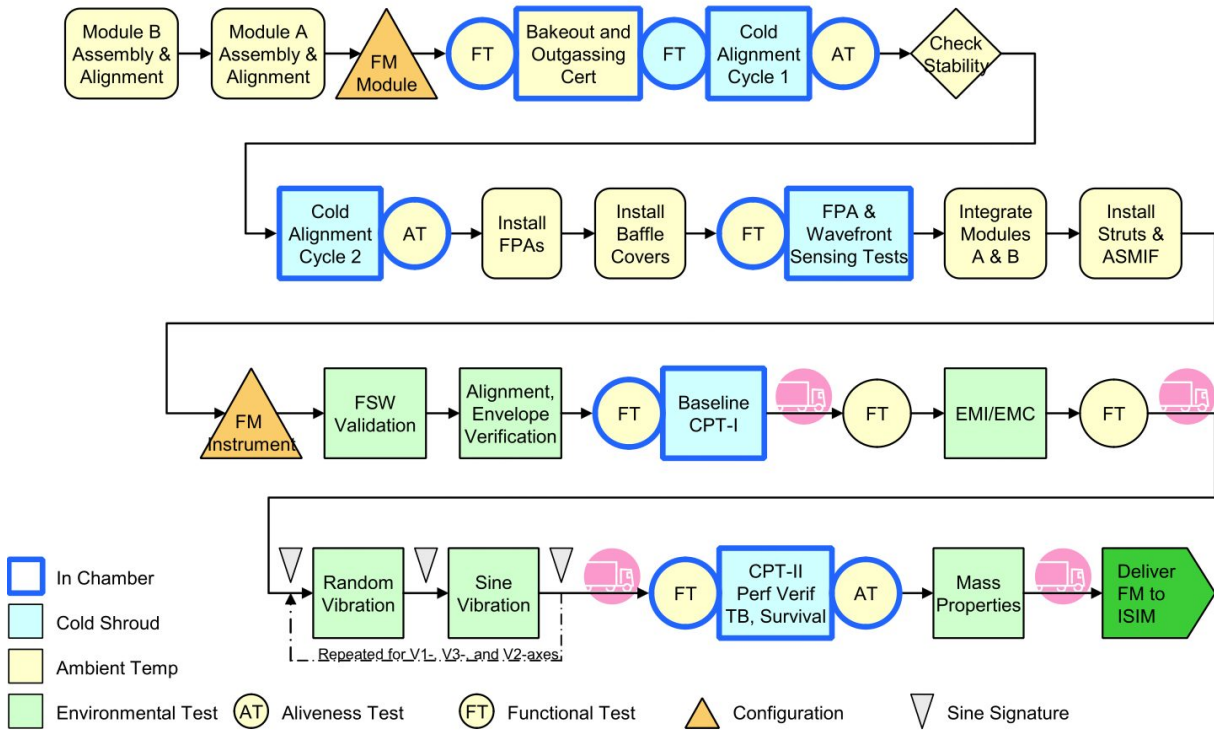 Module B
Assembly &
Alignment
Module A
Assembly &
Alignment
FM
Module
FT
Bakeout and
Outgassing
Cert
FT
Cold
Alignment
Cycle 1
AT
Check
Stability
Cold
Alignment
Cycle 2
AT
Install
FPAs
Install
Baffle
Covers
FT
FPA &
Wavefront
Sensing Tests
Integrate
Modules
A & B
Install
Struts &
ASMIF
FM
Instrument
FSW
Validation
Alignment,
Envelope
Verification
FT
Baseline
CPT-I
FT
EMI/EMC
FT
Random
Vibration
Sine
Vibration
Repeated for V1-, V3-, and V2-axes
FT
CPT-II
Perf Verif
TB, Survival
AT
Mass
Properties
Deliver
FM to
ISIM
In Chamber
Cold Shroud
Ambient Temp
Environmental Test
AT
Aliveness Test
FT
Functional Test
Configuration
Sine Signature